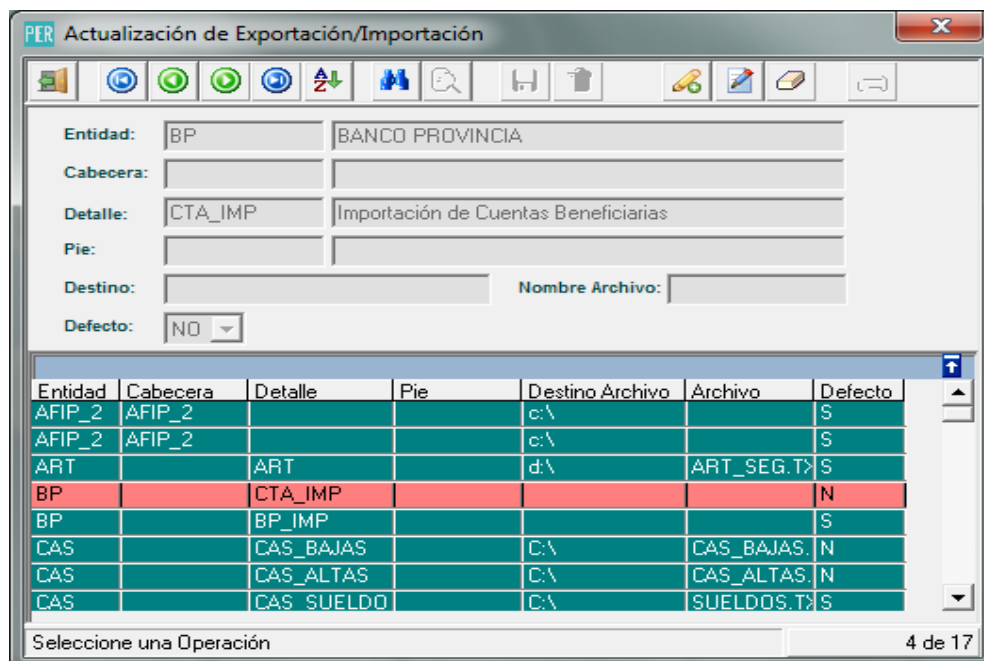 PER Actualización de Exportación/Importación
Entidad: BP BANCO PROVINCIA
Cabecera:
Detalle: CTA_IMP Importación de Cuentas Beneficiarias
Pie:
Destino: Nombre Archivo:
Defecto: NO
Entidad Cabecera Detalle Pie Destino Archivo Archivo Defecto
AFIP_2 AFIP_2 c:\ S
AFIP_2 AFIP_2 c:\ S
ART ART d:\ ART_SEG.TX S
BP CTA_IMP N
BP BP_IMP S
CAS CAS_BAJAS C:\ CAS_BAJAS. N
CAS CAS_ALTAS C:\ CAS_ALTAS. N
CAS CAS_SUELDO C:\ SUELDOS.TX S
Seleccione una Operación 4 de 17